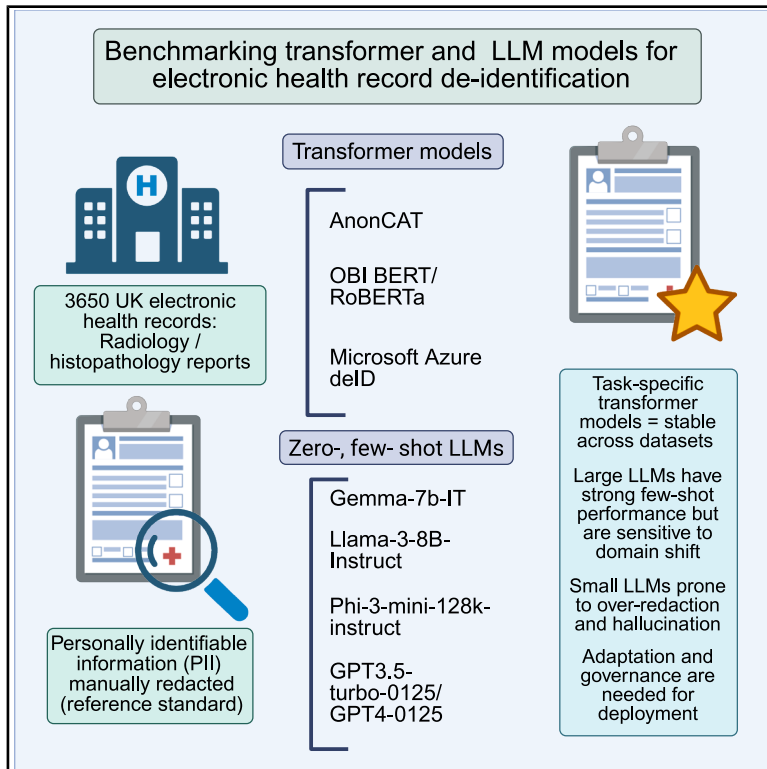 Benchmarking transformer and LLM models for
electronic health record de-identification
H
3650 UK electronic
health records:
Radiology /
histopathology reports
Personally identifiable
information (PII)
manually redacted
(reference standard)
Transformer models
AnonCAT
OBI BERT/
RoBERTa
Microsoft Azure
deID
Zero-, few- shot LLMs
Gemma-7b-IT
Llama-3-8B-
Instruct
Phi-3-mini-128k-
instruct
GPT3.5-
turbo-0125/
GPT4-0125
Task-specific
transformer
models = stable
across datasets
Large LLMs have
strong few-shot
performance but
are sensitive to
domain shift
Small LLMs prone
to over-redaction
and hallucination
Adaptation and
governance are
needed for
deployment